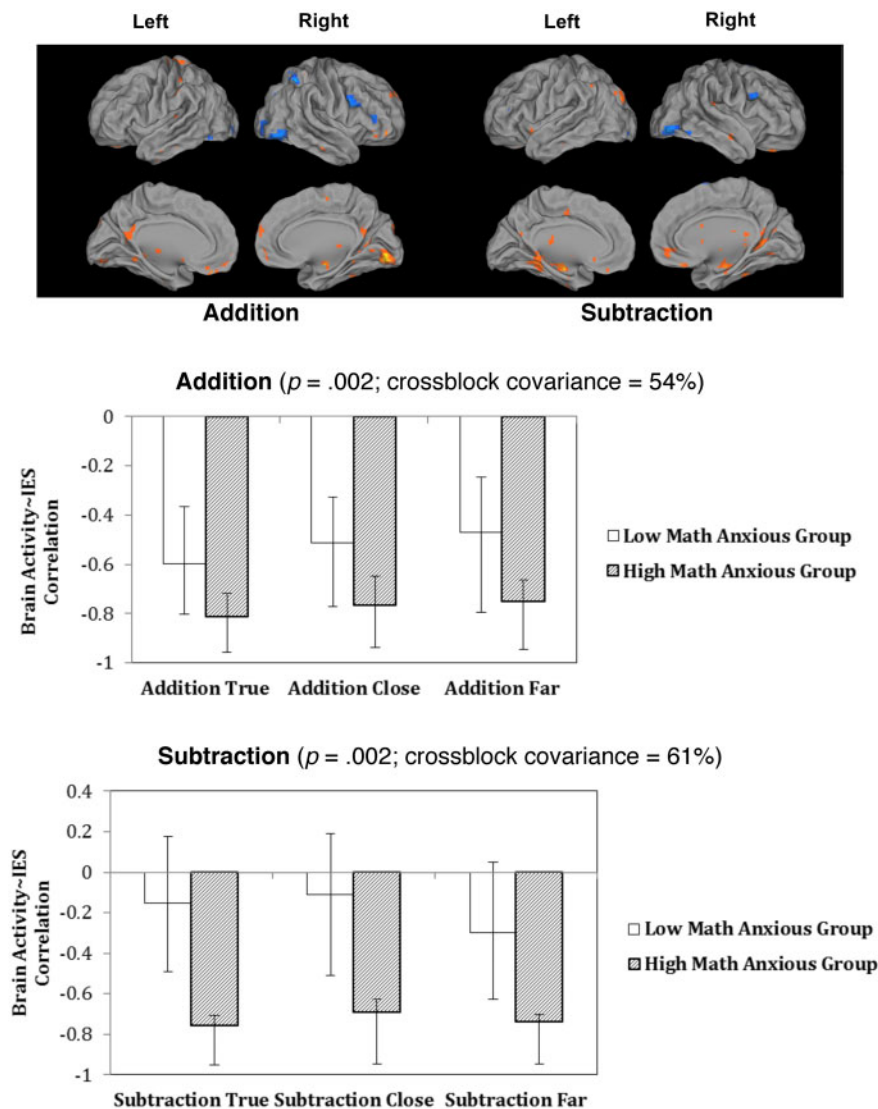 Left Right Left Right
Addition Subtraction
Addition (p = .002; crossblock covariance = 54%)
0
-0.2
-0.4
-0.6
-0.8
-1
Brain Activity~IES
Correlation
Addition True Addition Close Addition Far
Low Math Anxious Group
High Math Anxious Group
Subtraction (p = .002; crossblock covariance = 61%)
0.4
0.2
0
-0.2
-0.4
-0.6
-0.8
-1
Brain Activity~IES
Correlation
Subtraction True Subtraction Close Subtraction Far
Low Math Anxious Group
High Math Anxious Group